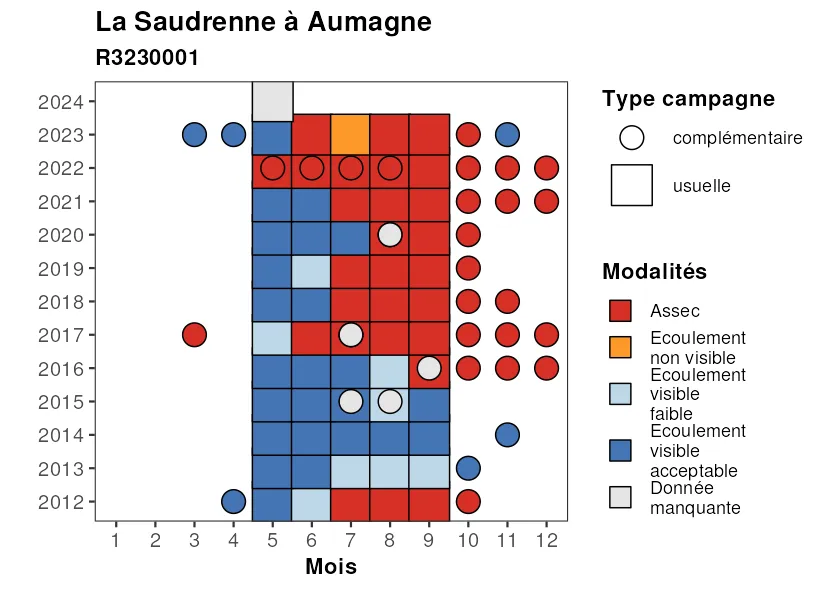 La Saudrenne à Aumagne
R3230001
2024
2023
2022
2021
2020
2019
2018
2017
2016
2015
2014
2013
2012
1 2 3 4 5 6 7 8 9 10 11 12
Mois
Type campagne
complémentaire
usuelle
Modalités
Assec
Ecoulement
non visible
Ecoulement
visible
faible
Ecoulement
visible
acceptable
Donnée
manquante